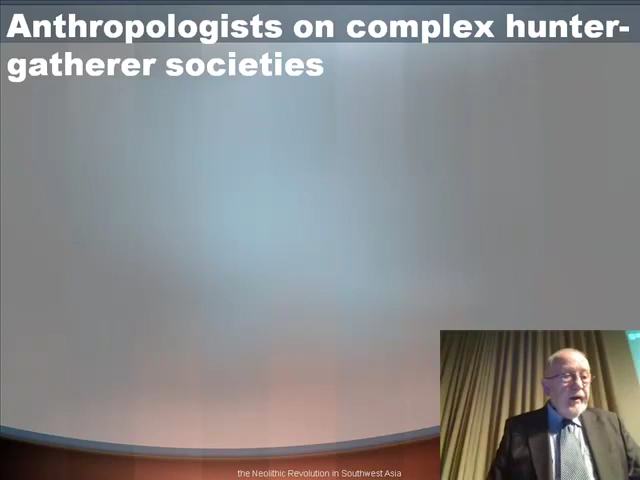 Anthropologists on complex hunter-
gatherer societies
the Neolithic Revolution in Southwest Asia